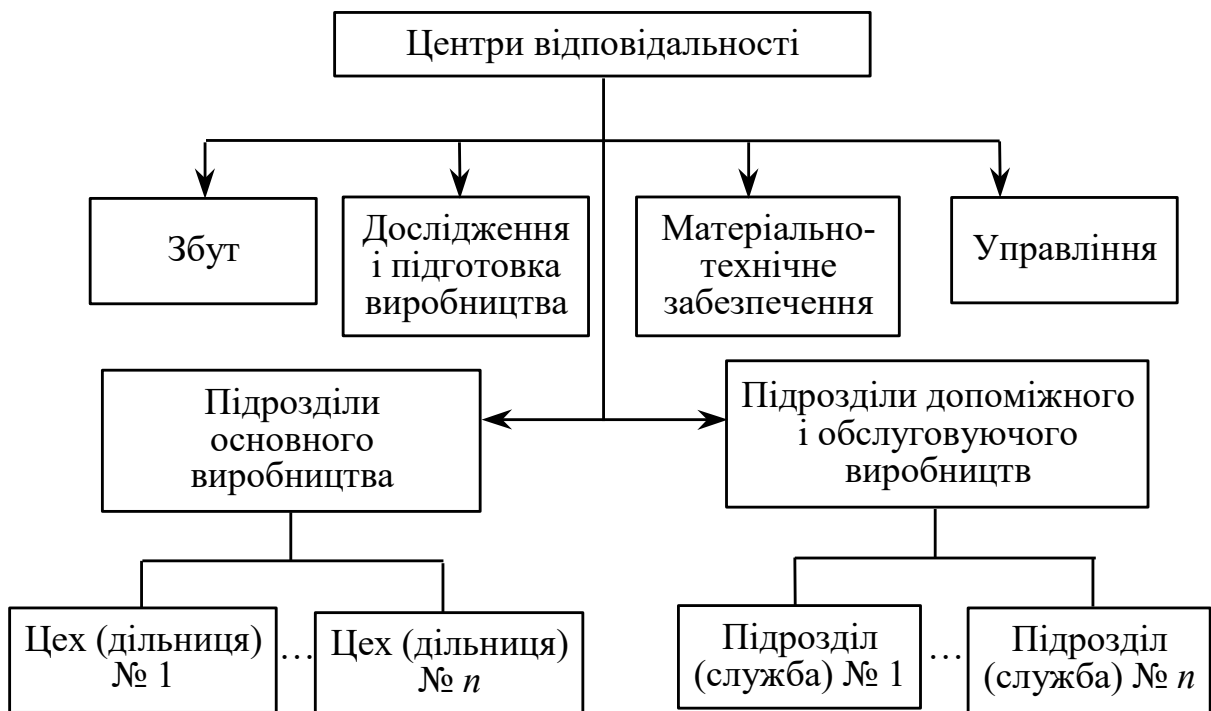 Центри відповідальності
Збут
Дослідження
і підготовка
виробництва
Матеріально-
технічне
забезпечення
Управління
Підрозділи
основного
виробництва
Підрозділи допоміжного
і обслуговуючого
виробництв
Цех (дільниця)
№ 1
…
Цех (дільниця)
№ n
Підрозділ
(служба) № 1
…
Підрозділ
(служба) № n